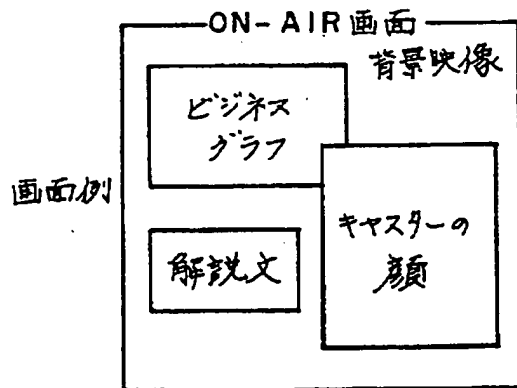 ON-AIR画面
背景映像
ビジネス
グラフ
画面例
キャスターの
顔
解説文